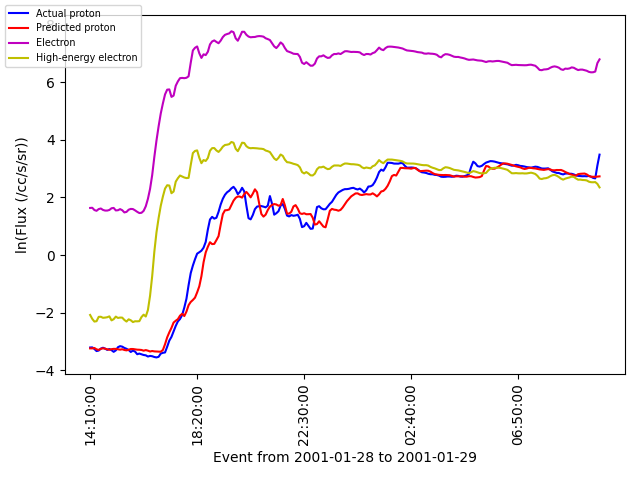 Actual proton
Predicted proton
Electron
High-energy electron
6
4
2
0
−2
−4
ln(Flux (/cc/s/sr))
14:10:00
18:20:00
22:30:00
02:40:00
06:50:00
Event from 2001-01-28 to 2001-01-29